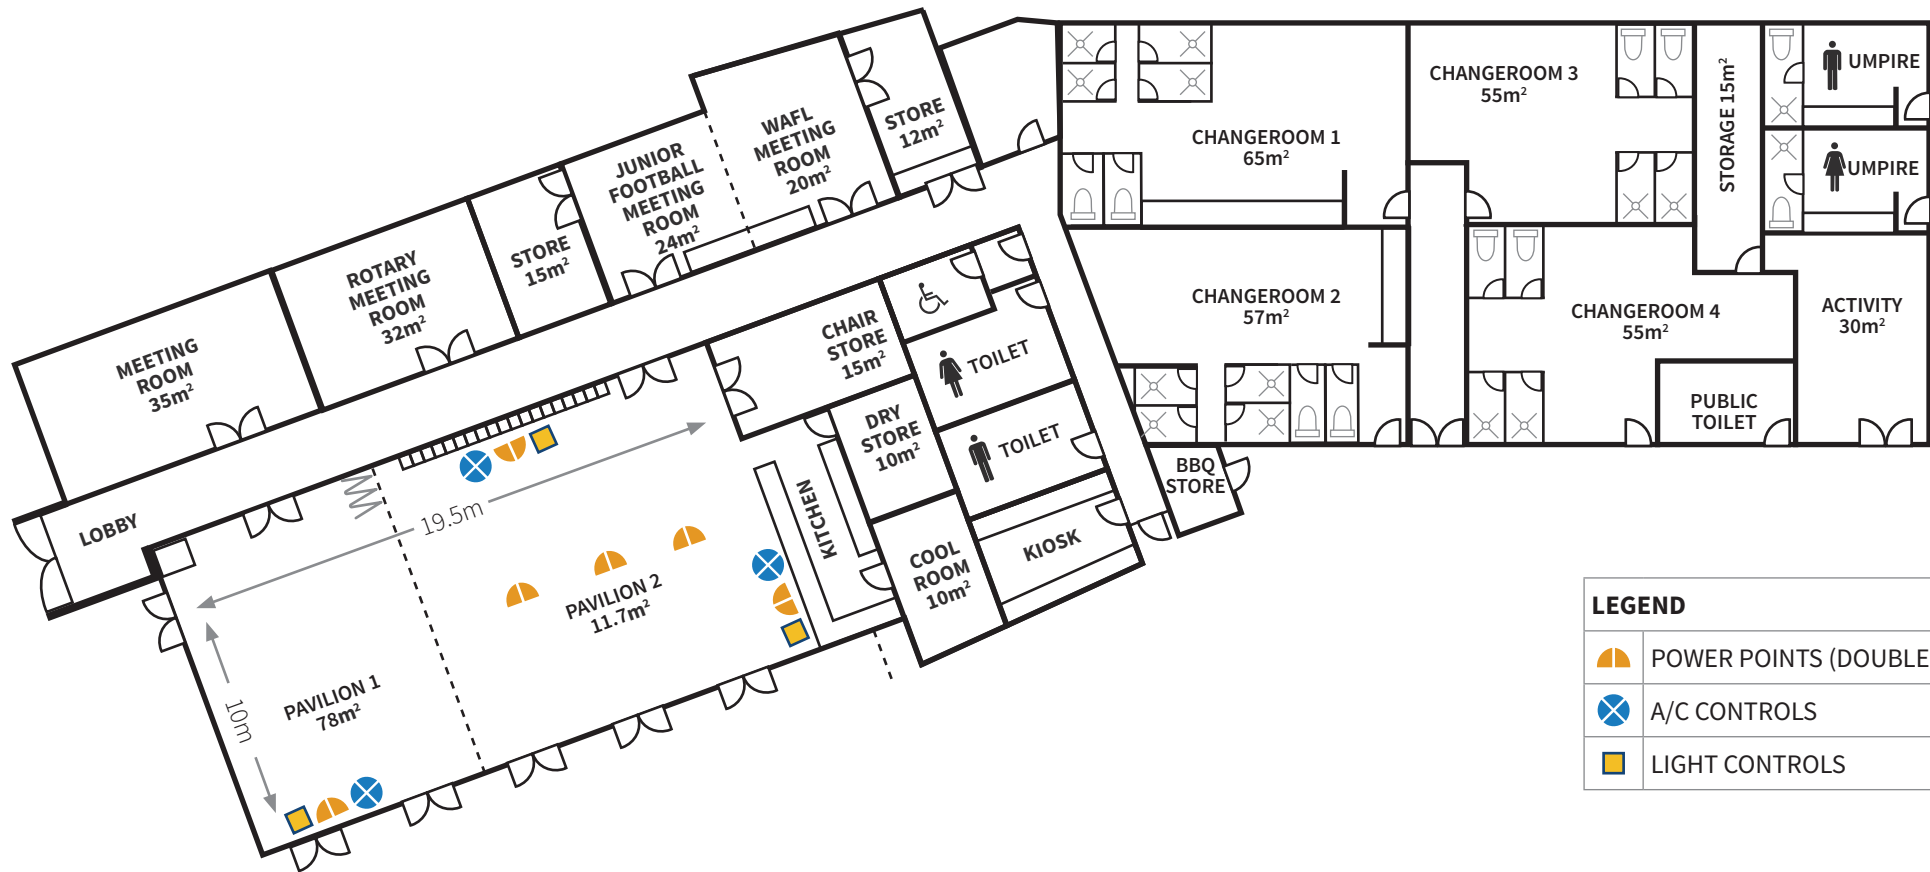 MEETING
ROOM
35m²
ROTARY
MEETING
ROOM
32m²
STORE
15m²
JUNIOR
FOOTBALL
MEETING
ROOM
24m²
WAFL
MEETING
ROOM
20m²
STORE
12m²
LOBBY
CHAIR
STORE
15m²
TOILET
TOILET
DRY
STORE
10m²
KITCHEN
COOL
ROOM
10m²
KIOSK
19.5m
10m
PAVILION 1
78m²
PAVILION 2
11.7m²
CHANGEROOM 1
65m²
CHANGEROOM 2
57m²
CHANGEROOM 3
55m²
CHANGEROOM 4
55m²
STORAGE 15m²
UMPIRE
UMPIRE
ACTIVITY
30m²
PUBLIC
TOILET
BBQ
STORE
LEGEND
POWER POINTS (DOUBLE
A/C CONTROLS
LIGHT CONTROLS